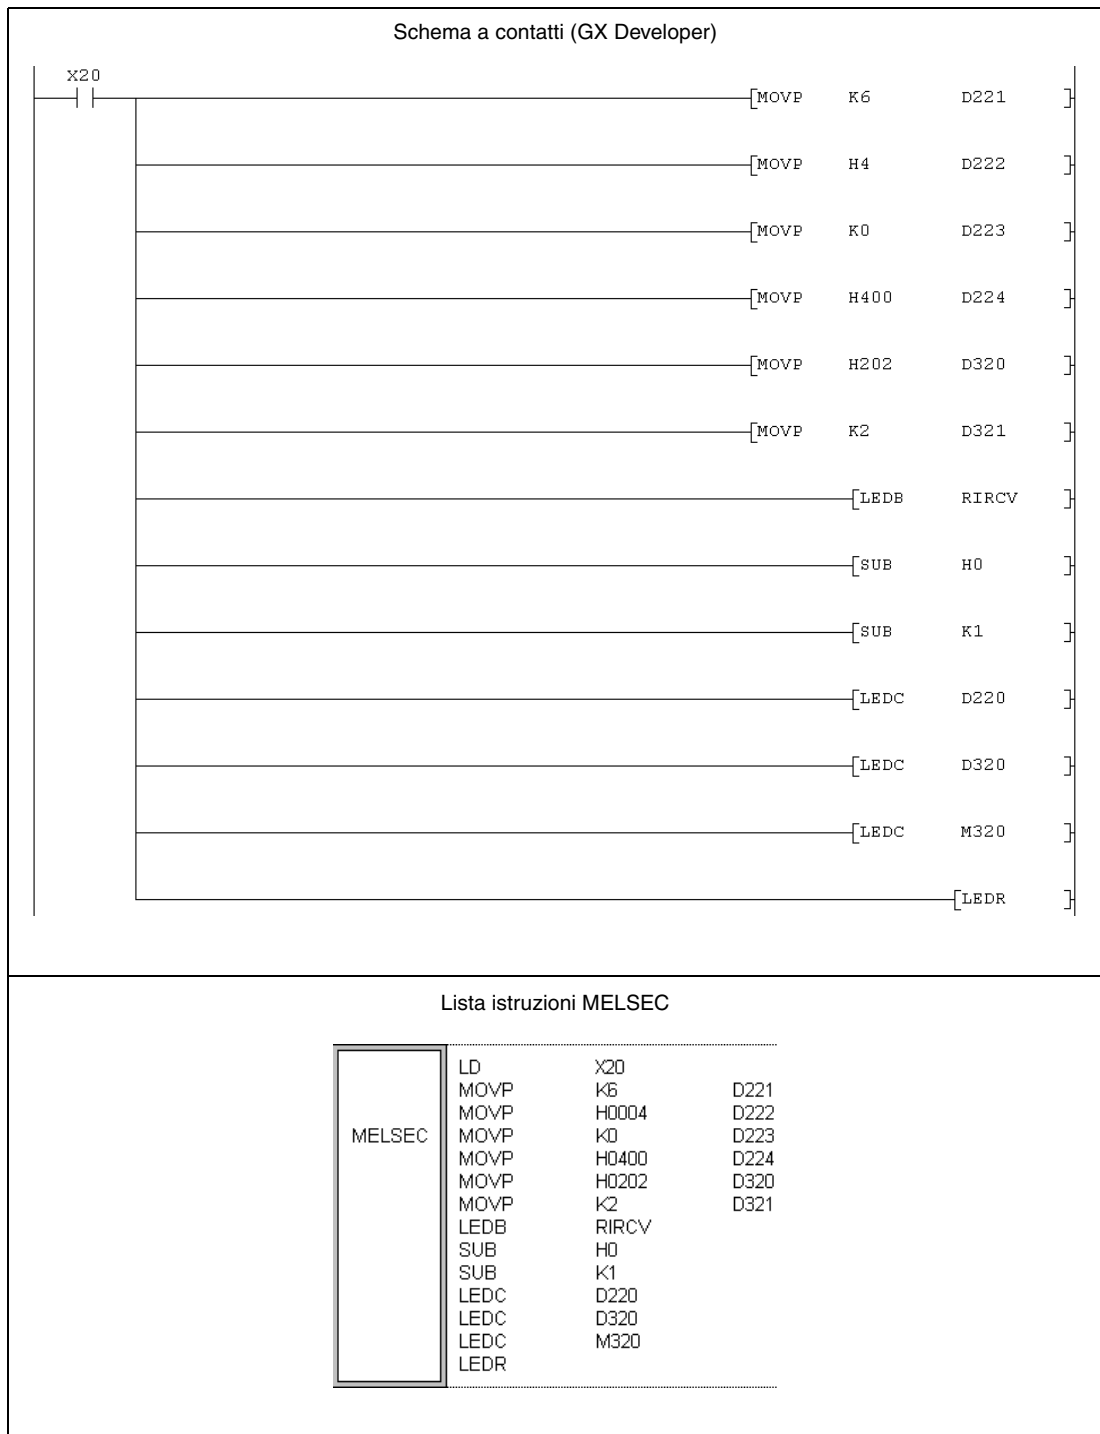 Schema a contatti (GX Developer)
X20
[MOVP K6 D221 ]
[MOVP H4 D222 ]
[MOVP K0 D223 ]
[MOVP H400 D224 ]
[MOVP H202 D320 ]
[MOVP K2 D321 ]
[LEDB RIRCV ]
[SUB H0 ]
[SUB K1 ]
[LEDC D220 ]
[LEDC D320 ]
[LEDC M320 ]
[LEDR ]
Lista istruzioni MELSEC
LD X20
MOVP K6 D221
MOVP H0004 D222
MELSEC MOVP K0 D223
MOVP H0400 D224
MOVP H0202 D320
MOVP K2 D321
LEDB RIRCV
SUB H0
SUB K1
LEDC D220
LEDC D320
LEDC M320
LEDR